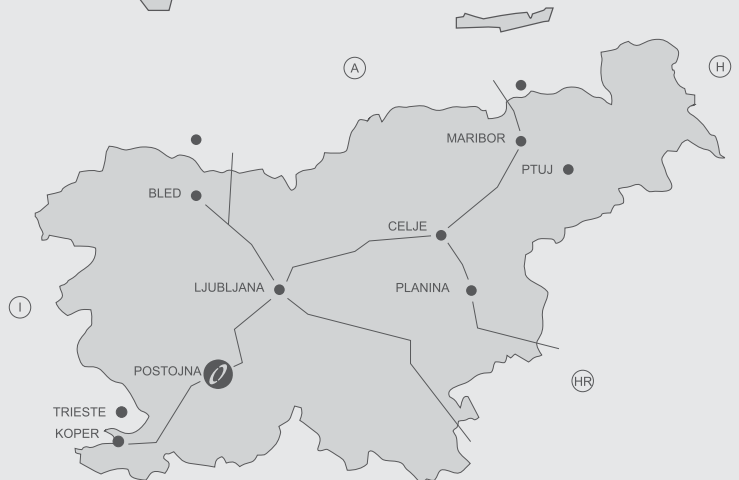 A
H
MARIBOR
PTUJ
BLED
CELJE
LJUBLJANA
PLANINA
I
POSTOJNA
HR
TRIESTE
KOPER